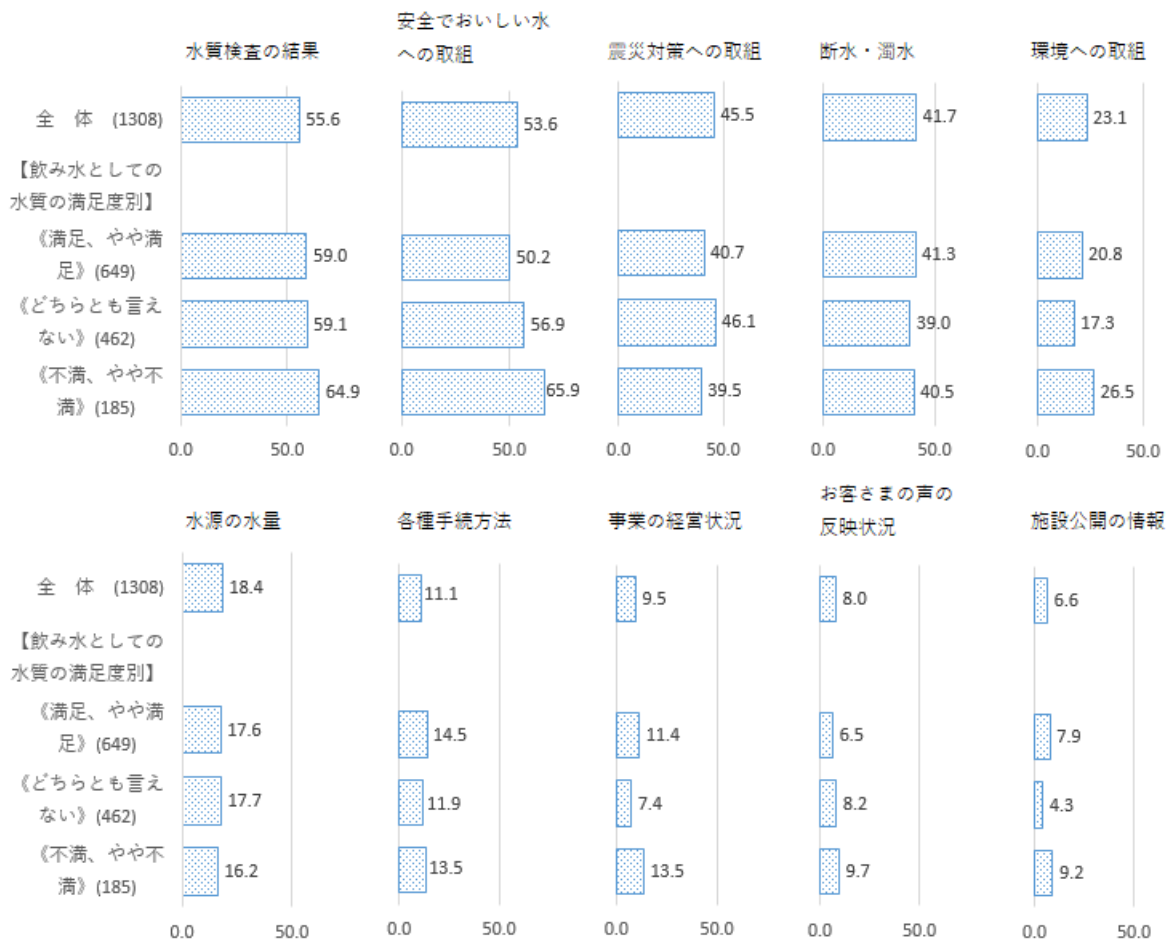 安全でおいしい水
水質検査の結果 への取組 震災対策への取組 断水・濁水 環境への取組
全 体 (1308) 55.6 53.6 45.5 41.7 23.1
【飲み水としての
水質の満足度別】
《満足、やや満
足》(649) 59.0 50.2 40.7 41.3 20.8
《どちらとも言え
ない》(462) 59.1 56.9 46.1 39.0 17.3
《不満、やや不
満》(185) 64.9 65.9 39.5 40.5 26.5
0.0 50.0 0.0 50.0 0.0 50.0 0.0 50.0 0.0 50.0
お客さまの声の
水源の水量 各種手続方法 事業の経営状況 反映状況 施設公開の情報
全 体 (1308) 18.4 11.1 9.5 8.0 6.6
【飲み水としての
水質の満足度別】
《満足、やや満
足》(649) 17.6 14.5 11.4 6.5 7.9
《どちらとも言え
ない》(462) 17.7 11.9 7.4 8.2 4.3
《不満、やや不
満》(185) 16.2 13.5 13.5 9.7 9.2
0.0 50.0 0.0 50.0 0.0 50.0 0.0 50.0 0.0 50.0